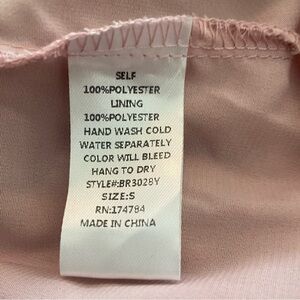 SELF
100%POLYESTER
LINING
100%POLYESTER
HAND WASH COLD
WATER SEPARATELY
COLOR WILL BLEED
HANG TO DRY
STYLE#:BR3028Y
SIZE:S
RN:174784
MADE IN CHINA